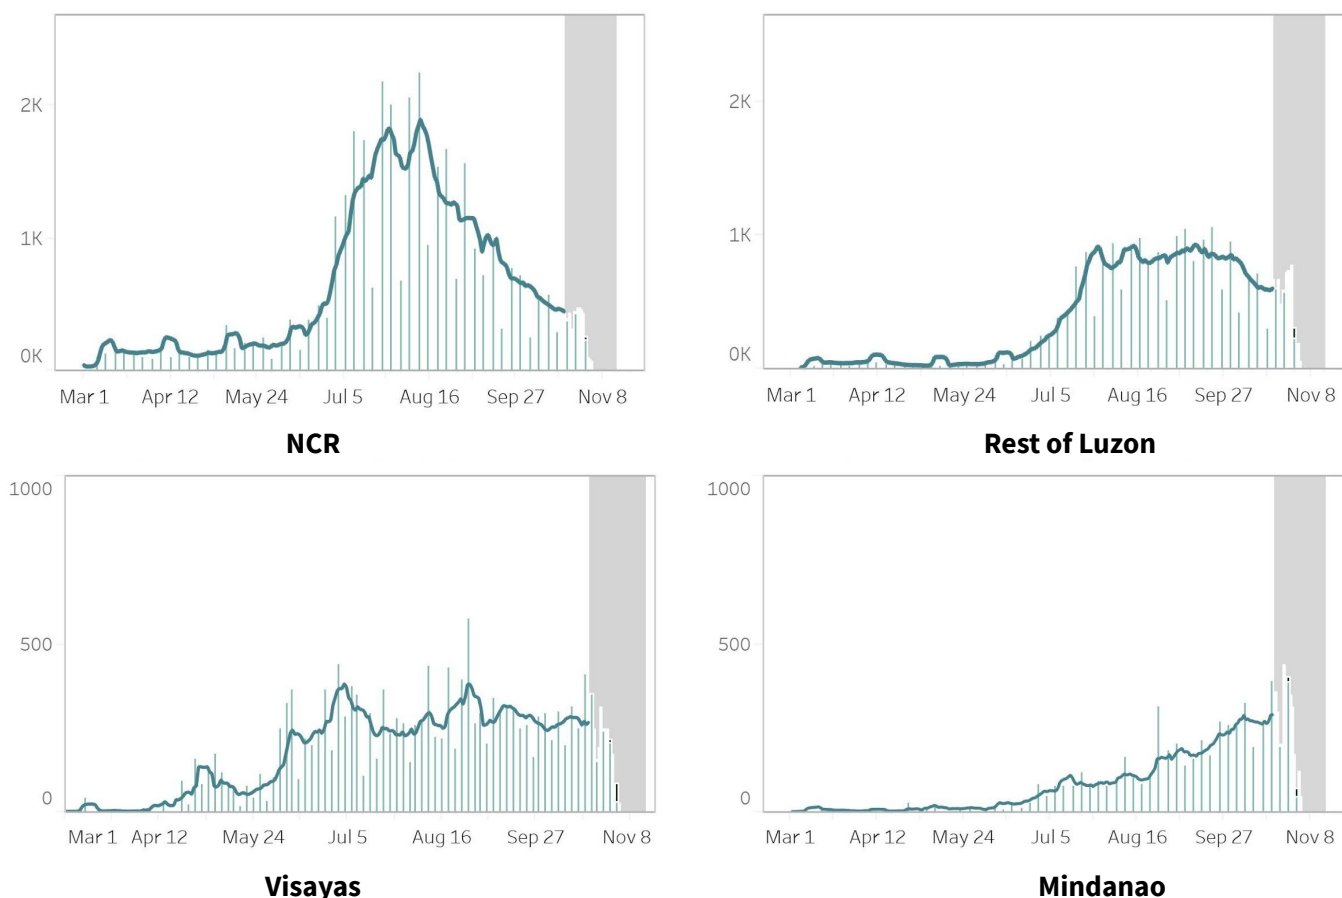 2K
1K
0K
Mar 1 Apr 12 May 24 Jul 5 Aug 16 Sep 27 Nov 8
NCR
2K
1K
0K
Mar 1 Apr 12 May 24 Jul 5 Aug 16 Sep 27 Nov 8
Rest of Luzon
1000
500
0
Mar 1 Apr 12 May 24 Jul 5 Aug 16 Sep 27 Nov 8
Visayas
1000
500
0
Mar 1 Apr 12 May 24 Jul 5 Aug 16 Sep 27 Nov 8
Mindanao